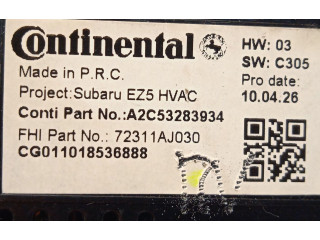 Continental HW: 03
SW: C305
Made in P.R.C. Pro date:
Project:Subaru EZ5 HVAC 10.04.26
Conti Part No.:A2C53283934
FHI Part No.: 72311AJ030
CG011018536888